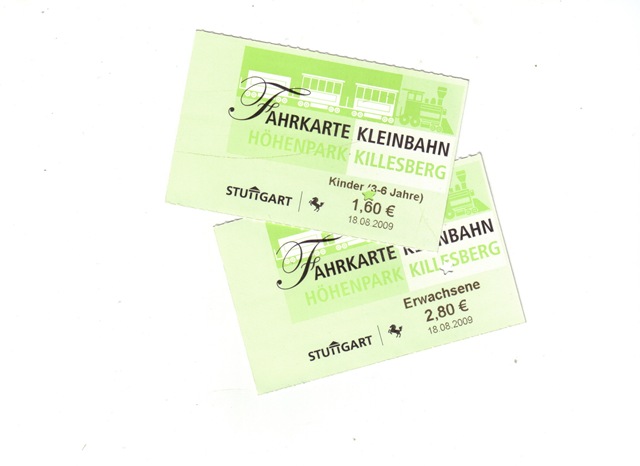 FAHRKARTE KLEINBAHN
HÖHENPARK KILLESBERG
Kinder (3-6 Jahre)
1,60 €
18.08.2009
STUTTGART
FAHRKARTE KLEINBAHN
HÖHENPARK KILLESBERG
Erwachsene
2,80 €
18.08.2009
STUTTGART